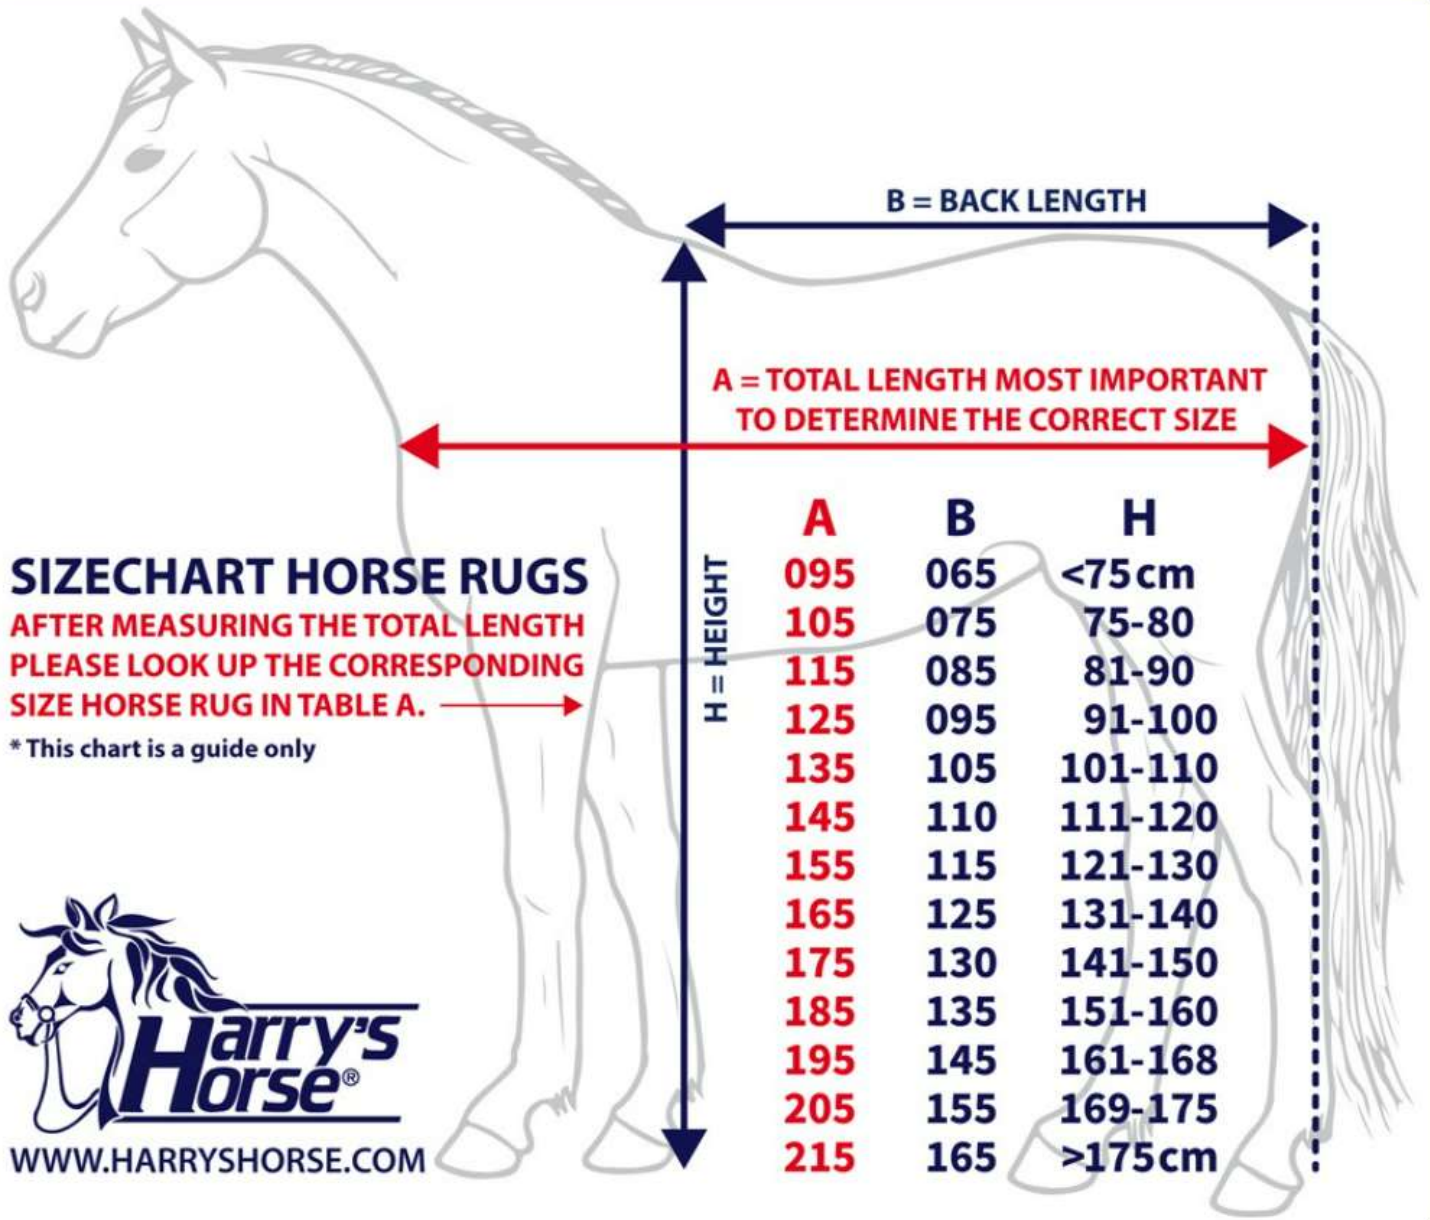 B = BACK LENGTH
A = TOTAL LENGTH MOST IMPORTANT
TO DETERMINE THE CORRECT SIZE
H = HEIGHT
SIZECHART HORSE RUGS
AFTER MEASURING THE TOTAL LENGTH
PLEASE LOOK UP THE CORRESPONDING
SIZE HORSE RUG IN TABLE A.
* This chart is a guide only
A B H
095 065 <75cm
105 075 75-80
115 085 81-90
125 095 91-100
135 105 101-110
145 110 111-120
155 115 121-130
165 125 131-140
175 130 141-150
185 135 151-160
195 145 161-168
205 155 169-175
215 165 >175cm
Harry's
Horse®
WWW.HARRYSHORSE.COM